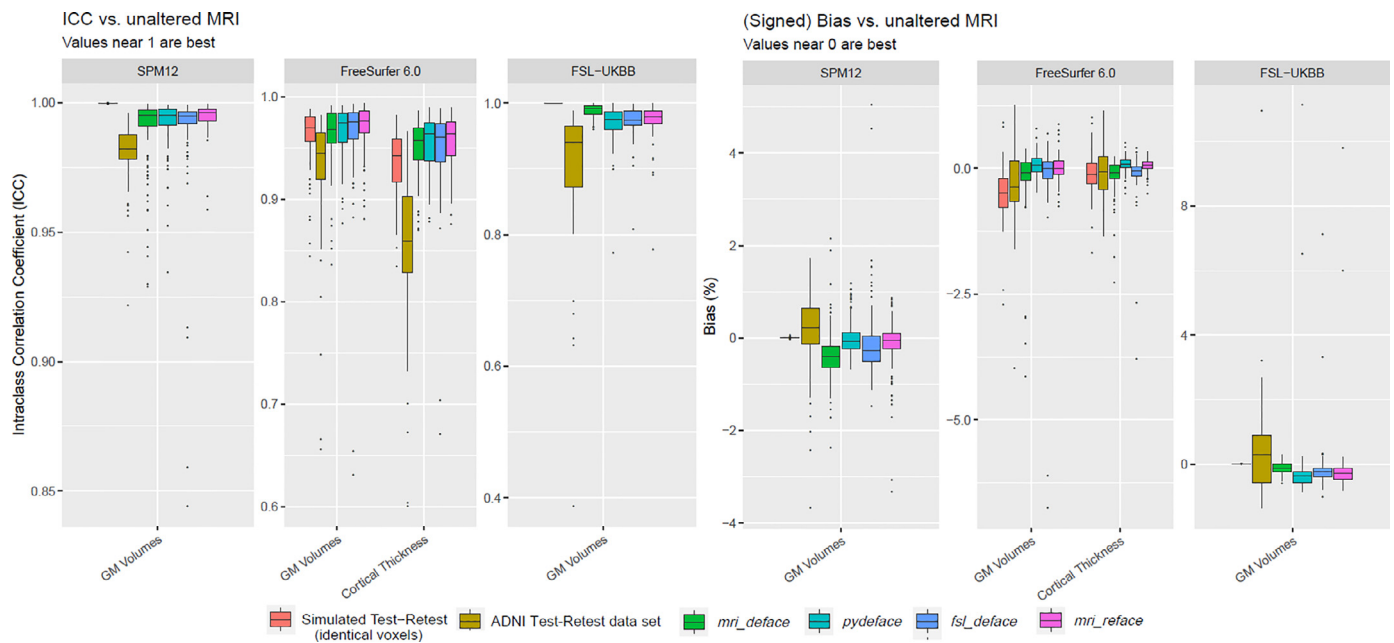 ICC vs. unaltered MRI
Values near 1 are best
SPM12
FreeSurfer 6.0
FSL−UKBB
Intraclass Correlation Coefficient (ICC)
1.00
0.95
0.90
0.85
1.0
0.9
0.8
0.7
0.6
1.0
0.8
0.6
0.4
GM Volumes
GM Volumes
Cortical Thickness
GM Volumes
(Signed) Bias vs. unaltered MRI
Values near 0 are best
SPM12
FreeSurfer 6.0
FSL−UKBB
Bias (%)
4
2
0
−2
−4
0.0
−2.5
−5.0
8
4
0
GM Volumes
GM Volumes
Cortical Thickness
GM Volumes
Simulated Test−Retest
(identical voxels)
ADNI Test-Retest data set
mri_deface
pydeface
fsl_deface
mri_reface